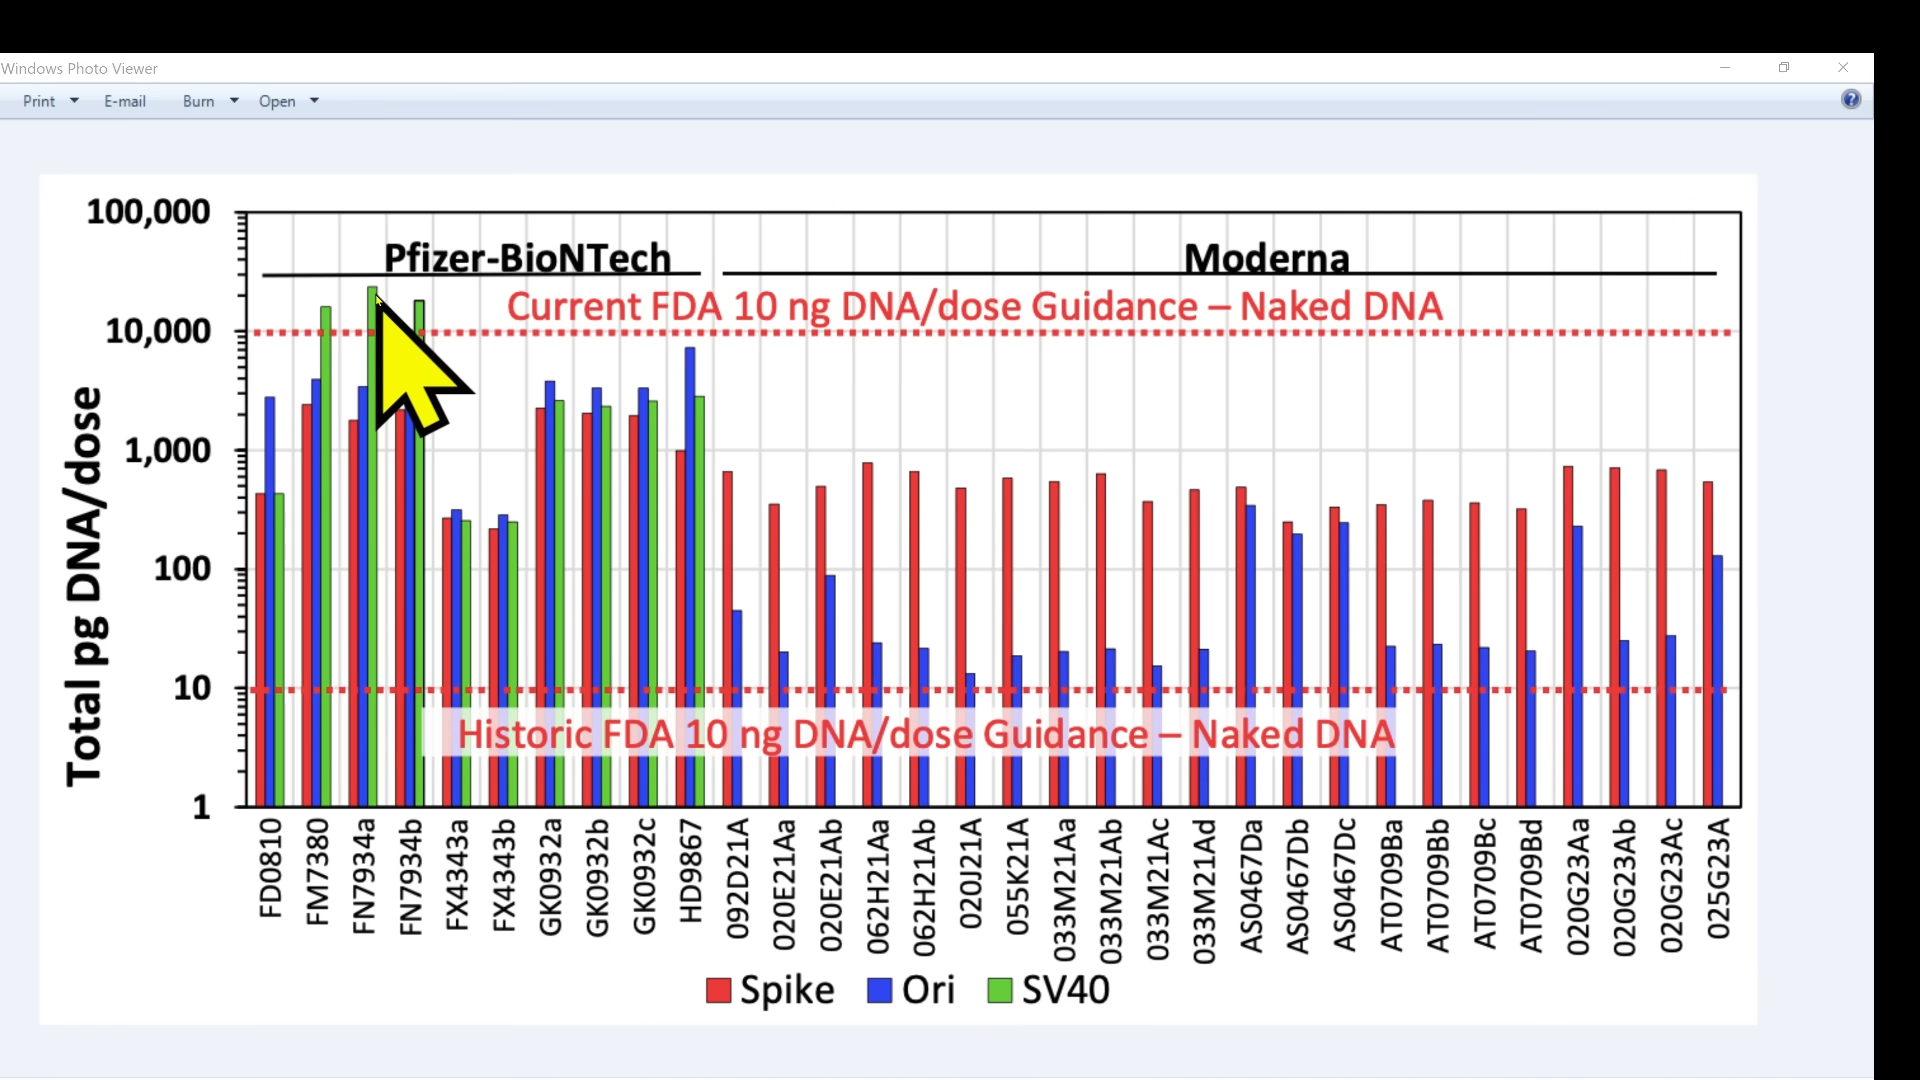 Windows Photo Viewer
Print E-mail Burn Open
100,000
Pfizer-BioNTech Moderna
Current FDA 10 ng DNA/dose Guidance – Naked DNA
10,000
1,000
100
10
Historic FDA 10 ng DNA/dose Guidance – Naked DNA
1
Total pg DNA/dose
FD0810
FM7380
FN7934a
FN7934b
FX4343a
FX4343b
GK0932a
GK0932b
GK0932c
HD9867
092D21A
020E21Aa
020E21Ab
062H21Aa
062H21Ab
020J21A
055K21A
033M21Aa
033M21Ab
033M21Ac
033M21Ad
AS0467Da
AS0467Db
AS0467Dc
AT0709Ba
AT0709Bb
AT0709Bc
AT0709Bd
020G23Aa
020G23Ab
020G23Ac
025G23A
Spike Ori SV40